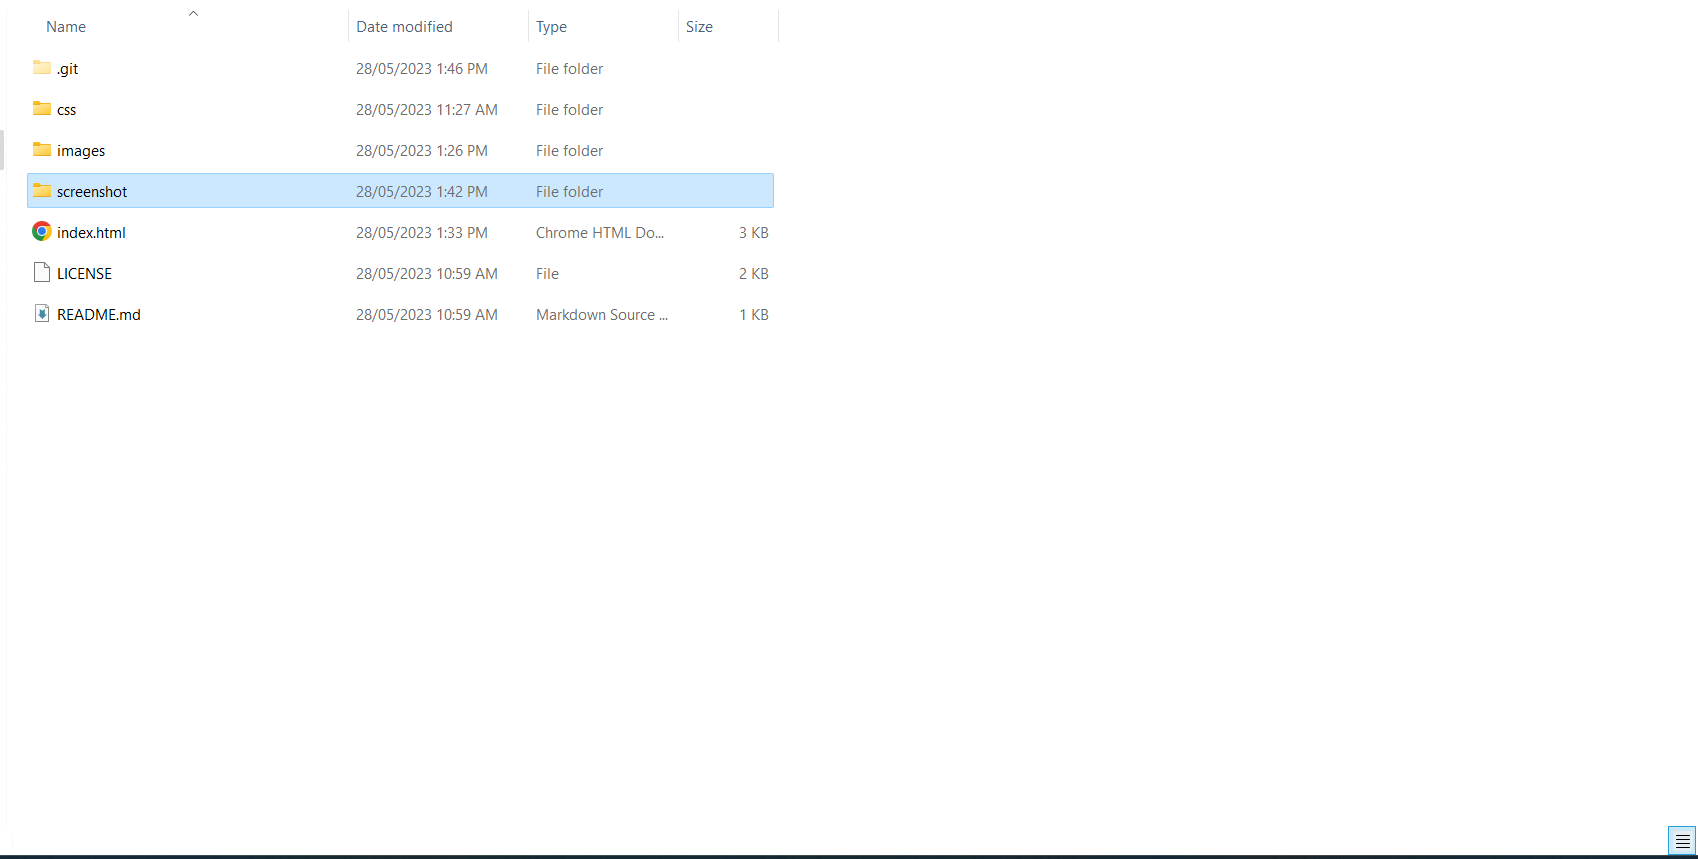 Name Date modified Type Size
.git 28/05/2023 1:46 PM File folder
css 28/05/2023 11:27 AM File folder
images 28/05/2023 1:26 PM File folder
screenshot 28/05/2023 1:42 PM File folder
index.html 28/05/2023 1:33 PM Chrome HTML Do... 3 KB
LICENSE 28/05/2023 10:59 AM File 2 KB
README.md 28/05/2023 10:59 AM Markdown Source ... 1 KB